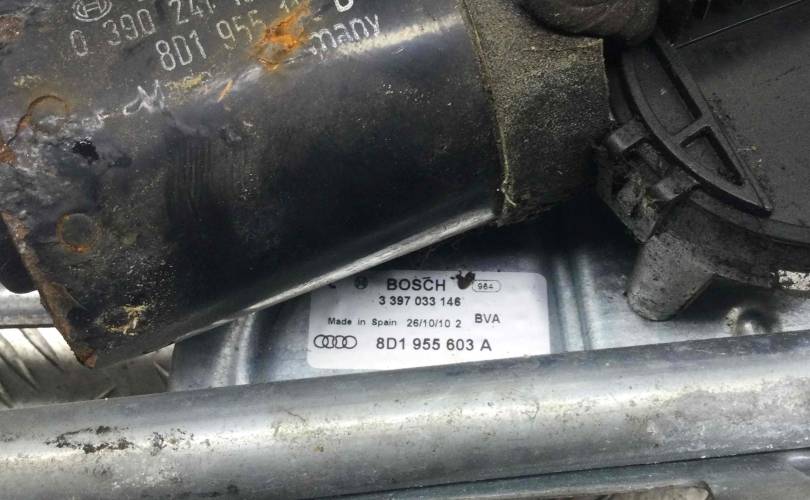 0 390 241
8D1 955
many
BOSCH 964
3 397 033 146
Made in Spain 26/10/10 2 BVA
8D1 955 603 A